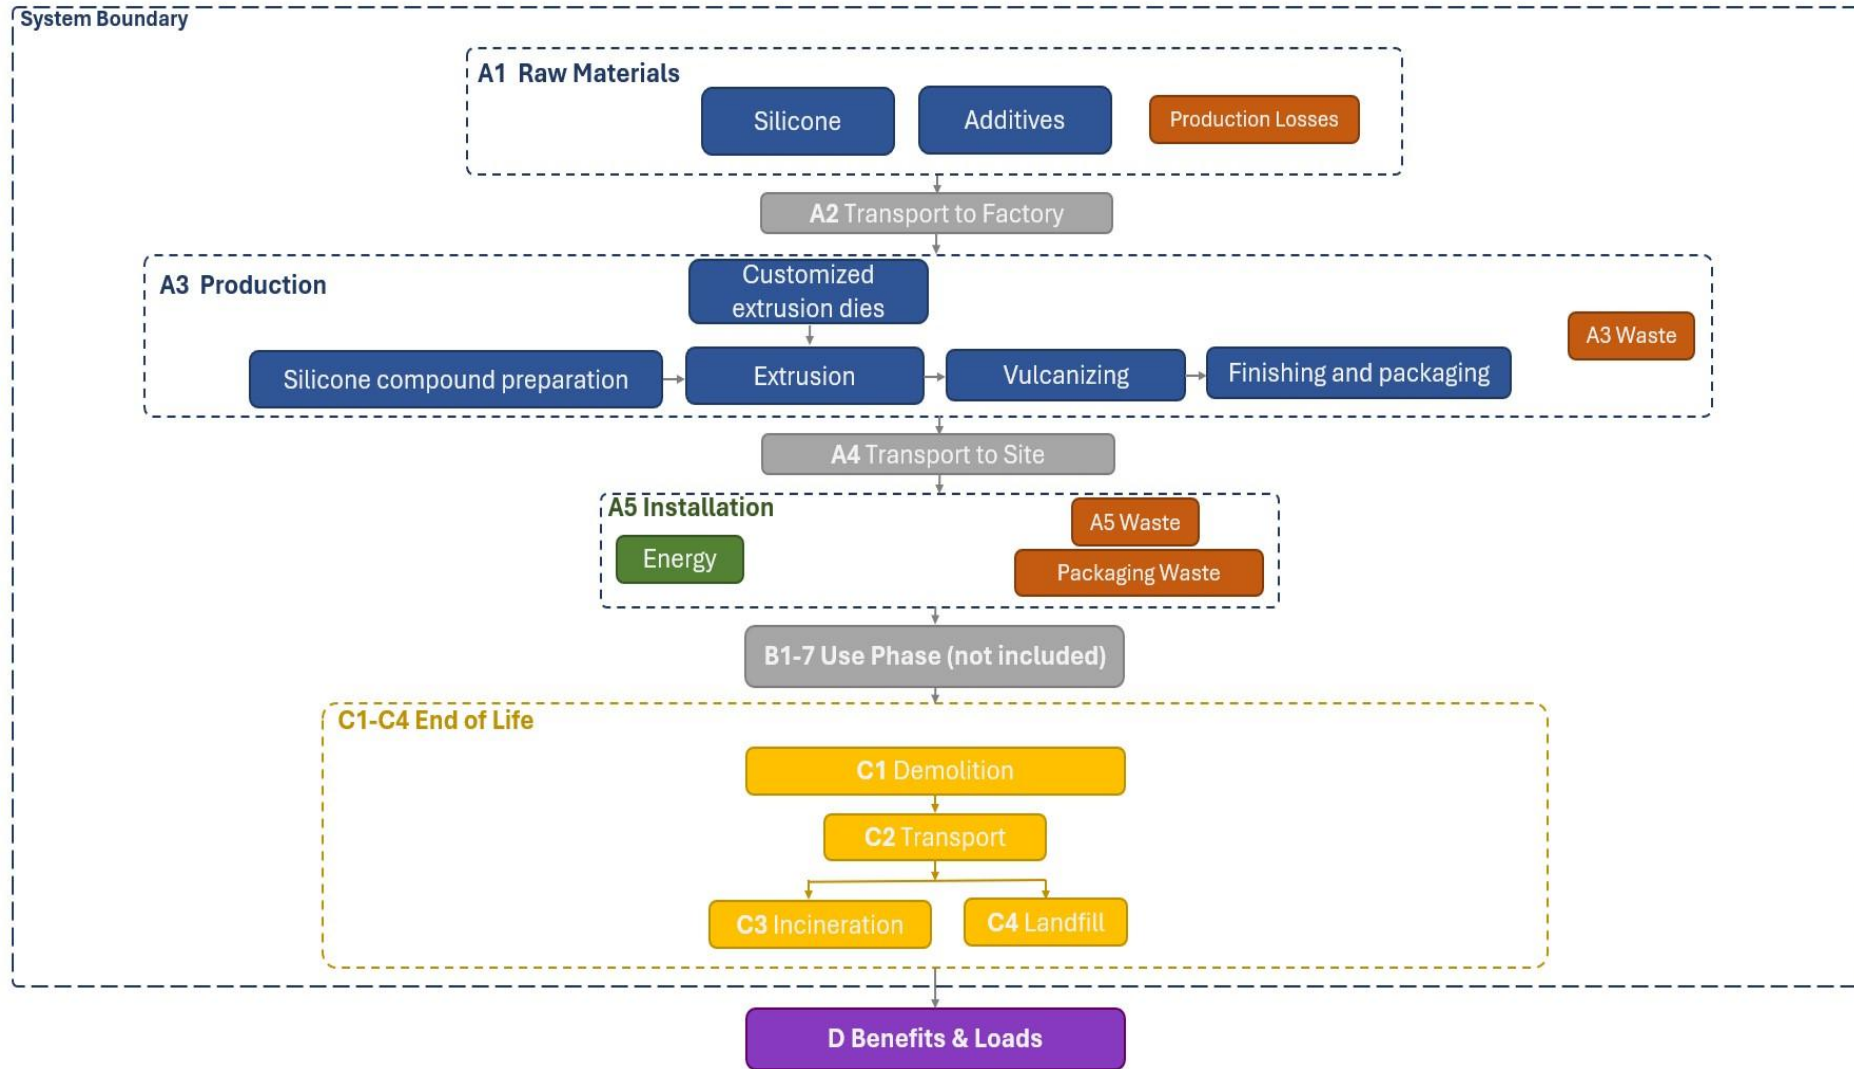 System Boundary
A1  Raw Materials
Silicone
Additives
Production Losses
A2 Transport to Factory
A3  Production
Customized
extrusion dies
A3 Waste
Silicone compound preparation
Extrusion
Vulcanizing
Finishing and packaging
A4 Transport to Site
A5 Installation
A5 Waste
Energy
Packaging Waste
B1-7 Use Phase (not included)
C1-C4 End of Life
C1 Demolition
C2 Transport
C3 Incineration
C4 Landfill
D Benefits & Loads